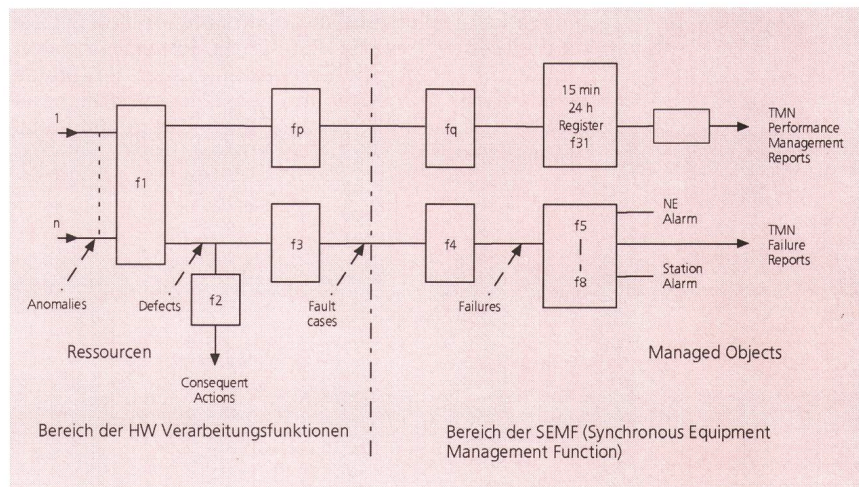 1
n
f1
fp
fq
15 min
24 h
Register
f31
TMN
Performance
Management
Reports
f3
f4
f5
f8
NE
Alarm
Station
Alarm
TMN
Failure
Reports
Anomalies
Defects
f2
Fault
cases
Failures
Ressourcen
Managed Objects
Consequent
Actions
Bereich der HW Verarbeitungsfunktionen
Bereich der SEMF (Synchronous Equipment
Management Function)